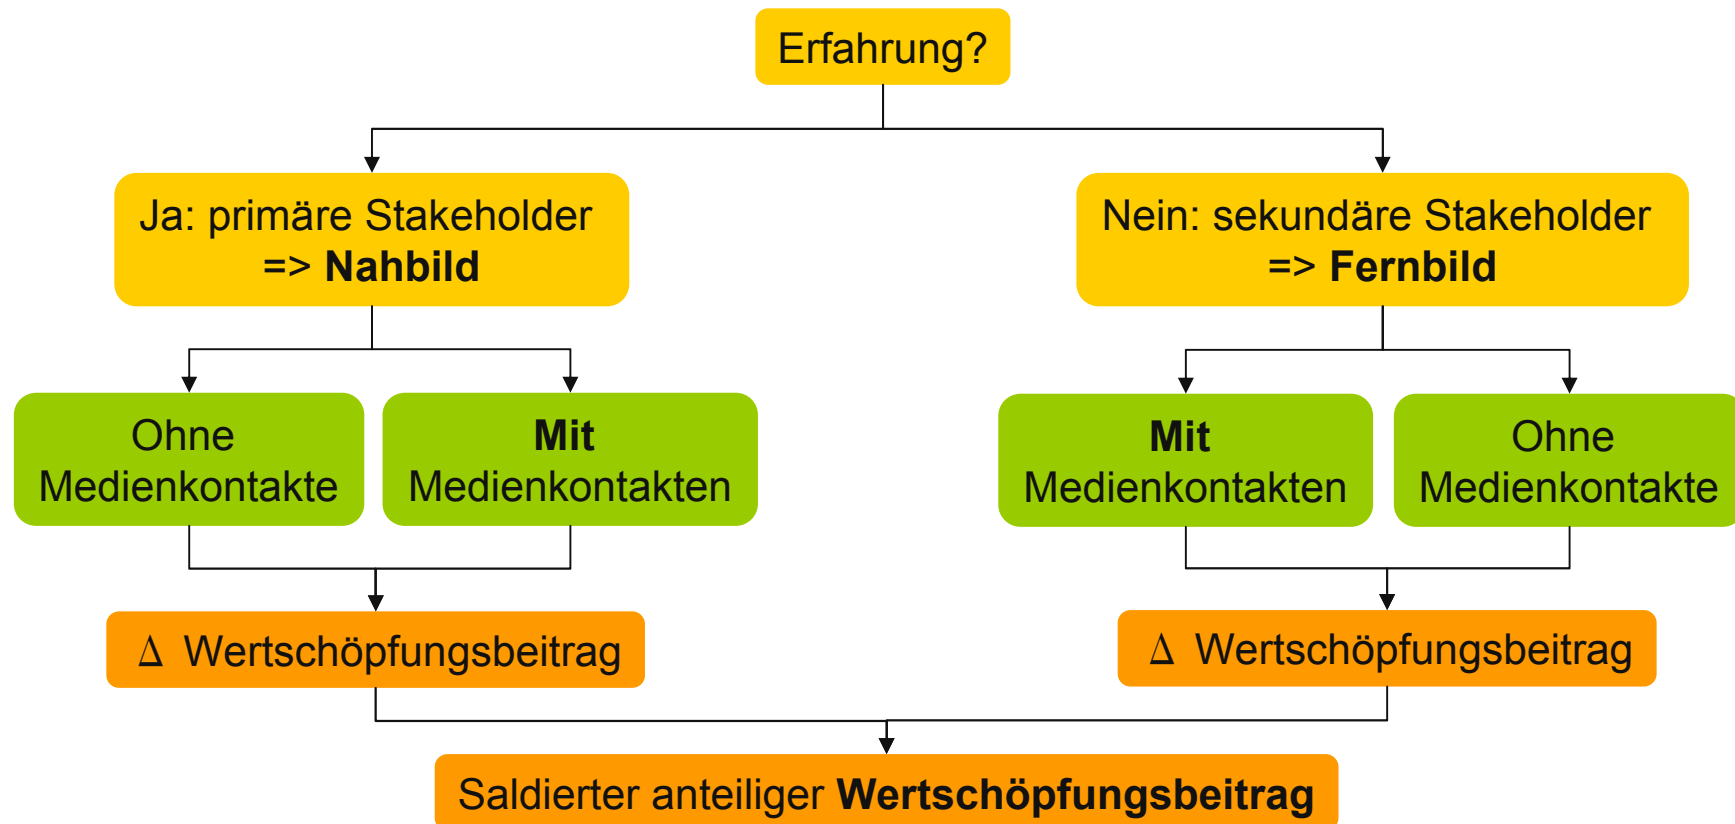 Erfahrung?
Ja: primäre Stakeholder
=> Nahbild
Nein: sekundäre Stakeholder
=> Fernbild
Ohne
Medienkontakte
Mit
Medienkontakten
Mit
Medienkontakten
Ohne
Medienkontakte
Δ Wertschöpfungsbeitrag
Δ Wertschöpfungsbeitrag
Saldierter anteiliger Wertschöpfungsbeitrag